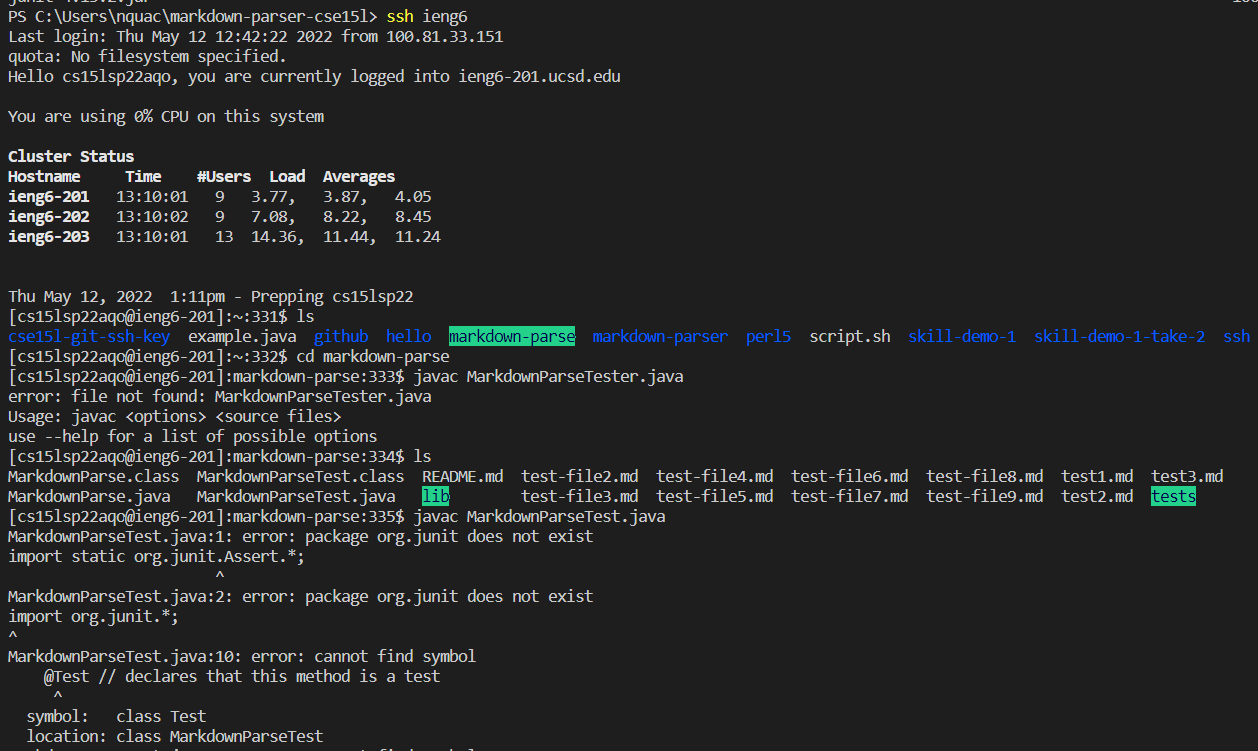 junit-4.13.2.jar
PS C:\Users\nquac\markdown-parser-cse15l> ssh ieng6
Last login: Thu May 12 12:42:22 2022 from 100.81.33.151
quota: No filesystem specified.
Hello cs15lsp22aqo, you are currently logged into ieng6-201.ucsd.edu
You are using 0% CPU on this system
Cluster Status
Hostname     Time    #Users  Load  Averages
ieng6-201   13:10:01   9   3.77,   3.87,   4.05
ieng6-202   13:10:02   9   7.08,   8.22,   8.45
ieng6-203   13:10:01   13  14.36,  11.44,  11.24
Thu May 12, 2022  1:11pm - Prepping cs15lsp22
[cs15lsp22aqo@ieng6-201]:~:331$ ls
cse15l-git-ssh-key  example.java  github  hello  markdown-parse  markdown-parser  perl5  script.sh  skill-demo-1  skill-demo-1-take-2  ssh
[cs15lsp22aqo@ieng6-201]:~:332$ cd markdown-parse
[cs15lsp22aqo@ieng6-201]:markdown-parse:333$ javac MarkdownParseTester.java
error: file not found: MarkdownParseTester.java
Usage: javac <options> <source files>
use --help for a list of possible options
[cs15lsp22aqo@ieng6-201]:markdown-parse:334$ ls
MarkdownParse.class  MarkdownParseTest.class  README.md  test-file2.md  test-file4.md  test-file6.md  test-file8.md  test1.md  test3.md
MarkdownParse.java   MarkdownParseTest.java   lib        test-file3.md  test-file5.md  test-file7.md  test-file9.md  test2.md  tests
[cs15lsp22aqo@ieng6-201]:markdown-parse:335$ javac MarkdownParseTest.java
MarkdownParseTest.java:1: error: package org.junit does not exist
import static org.junit.Assert.*;
^
MarkdownParseTest.java:2: error: package org.junit does not exist
import org.junit.*;
^
MarkdownParseTest.java:10: error: cannot find symbol
@Test // declares that this method is a test
^
symbol:   class Test
location: class MarkdownParseTest